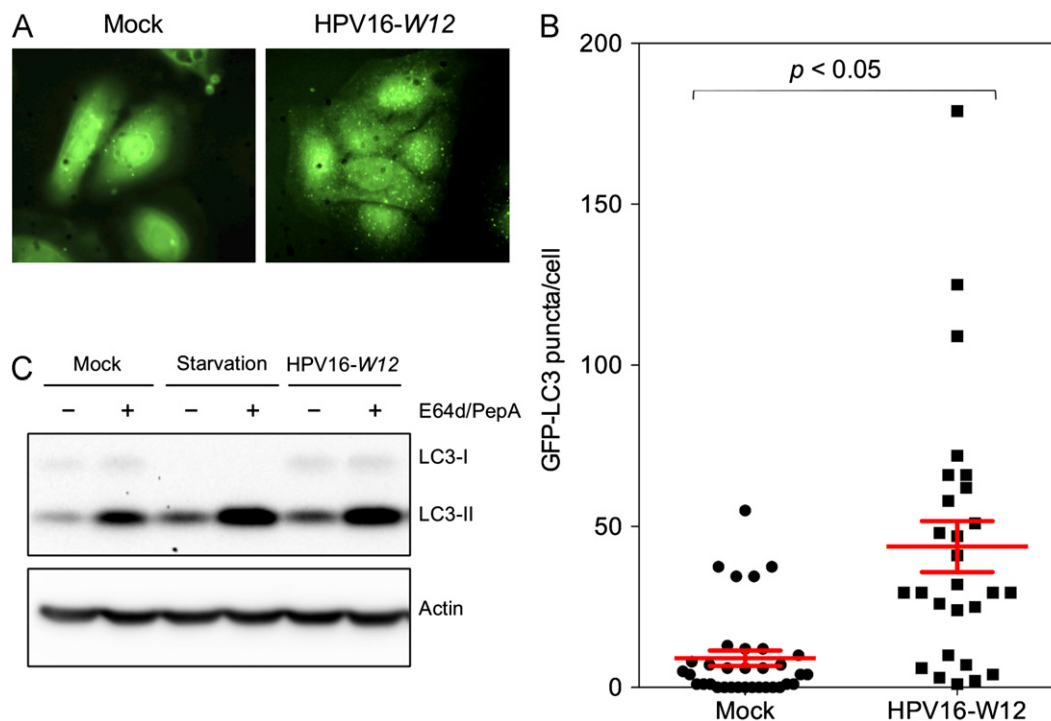 A
Mock
HPV16-W12
B
200
150
100
50
0
GFP-LC3 puncta/cell
p < 0.05
Mock
HPV16-W12
C
Mock
Starvation
HPV16-W12
– + – + – + E64d/PepA
LC3-I
LC3-II
Actin